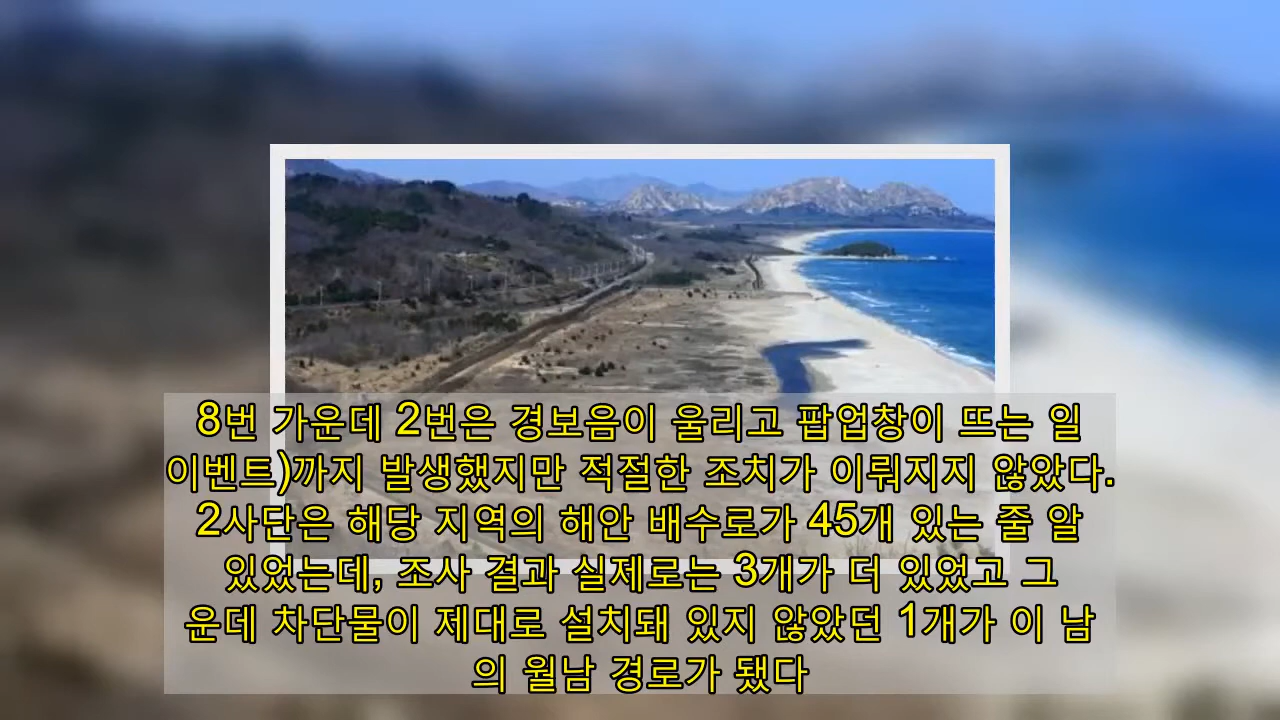 8번 가운데 2번은 경보음이 울리고 팝업창이 뜨는 일
이벤트)까지 발생했지만 적절한 조치가 이뤄지지 않았다.
2사단은 해당 지역의 해안 배수로가 45개 있는 줄 알
있었는데, 조사 결과 실제로는 3개가 더 있었고 그
운데 차단물이 제대로 설치돼 있지 않았던 1개가 이 남
의 월남 경로가 됐다